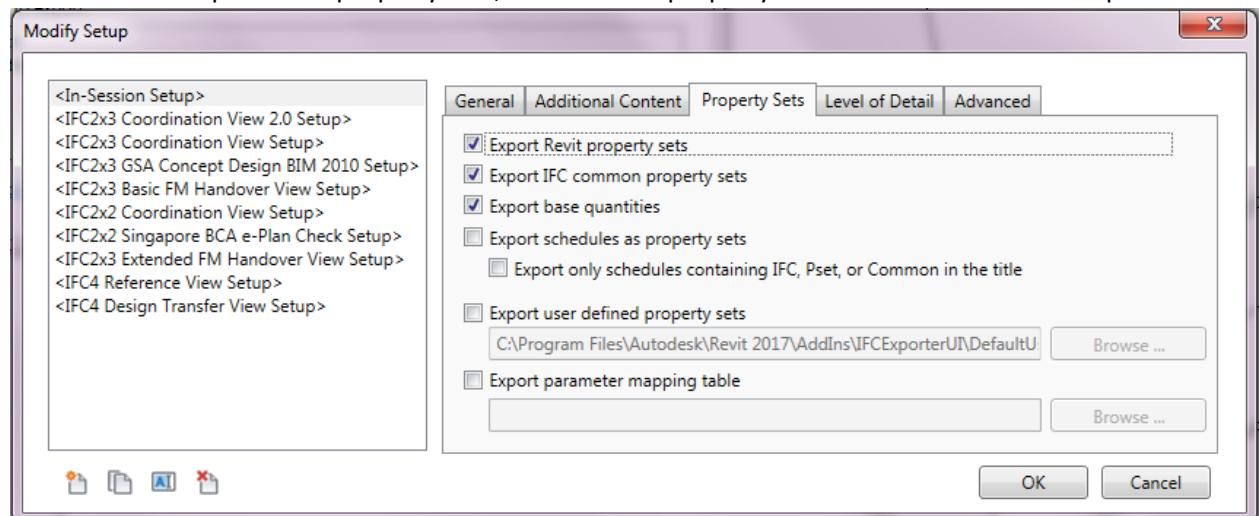 Modify Setup
<In-Session Setup>
<IFC2x3 Coordination View 2.0 Setup>
<IFC2x3 Coordination View Setup>
<IFC2x3 GSA Concept Design BIM 2010 Setup>
<IFC2x3 Basic FM Handover View Setup>
<IFC2x2 Coordination View Setup>
<IFC2x2 Singapore BCA e-Plan Check Setup>
<IFC2x3 Extended FM Handover View Setup>
<IFC4 Reference View Setup>
<IFC4 Design Transfer View Setup>
General Additional Content Property Sets Level of Detail Advanced
Export Revit property sets
Export IFC common property sets
Export base quantities
Export schedules as property sets
Export only schedules containing IFC, Pset, or Common in the title
Export user defined property sets
C:\Program Files\Autodesk\Revit 2017\AddIns\IFCExporterUI\DefaultU Browse ...
Export parameter mapping table
Browse ...
OK Cancel